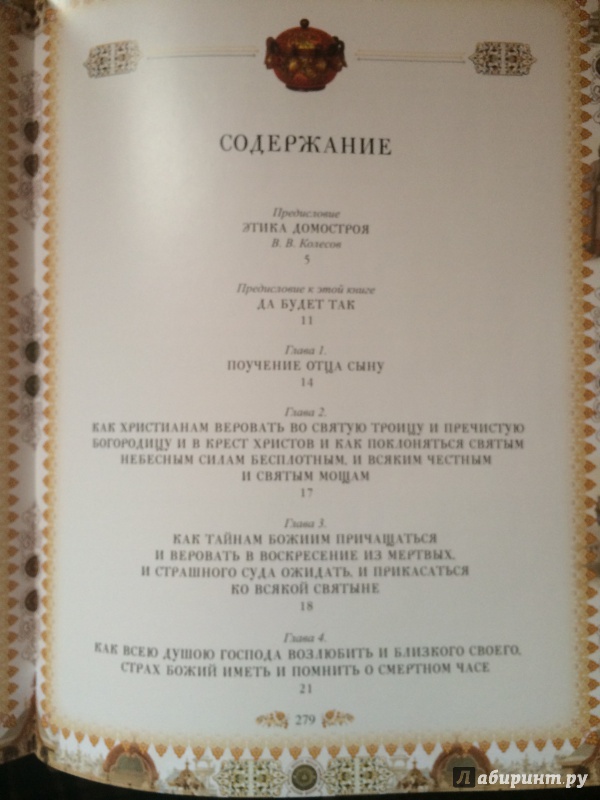 СОДЕРЖАНИЕ
Предисловие
ЭТИКА ДОМОСТРОЯ
В. В. Колесов
5
Предисловие к этой книге
ДА БУДЕТ ТАК
11
Глава 1.
ПОУЧЕНИЕ ОТЦА СЫНУ
14
Глава 2.
КАК ХРИСТИАНАМ ВЕРОВАТЬ ВО СВЯТУЮ ТРОИЦУ И ПРЕЧИСТУЮ
БОГОРОДИЦУ И В КРЕСТ ХРИСТОВ И КАК ПОКЛОНЯТЬСЯ СВЯТЫМ
НЕБЕСНЫМ СИЛАМ БЕСПЛОТНЫМ, И ВСЯКИМ ЧЕСТНЫМ
И СВЯТЫМ МОЩАМ
17
Глава 3.
КАК ТАЙНАМ БОЖИИМ ПРИЧАЩАТЬСЯ
И ВЕРОВАТЬ В ВОСКРЕСЕНИЕ ИЗ МЕРТВЫХ,
И СТРАШНОГО СУДА ОЖИДАТЬ, И ПРИКАСАТЬСЯ
КО ВСЯКОЙ СВЯТЫНЕ
18
Глава 4.
КАК ВСЕЮ ДУШОЮ ГОСПОДА ВОЗЛЮБИТЬ И БЛИЗКОГО СВОЕГО,
СТРАХ БОЖИЙ ИМЕТЬ И ПОМНИТЬ О СМЕРТНОМ ЧАСЕ
21
279
Лабиринт.ру